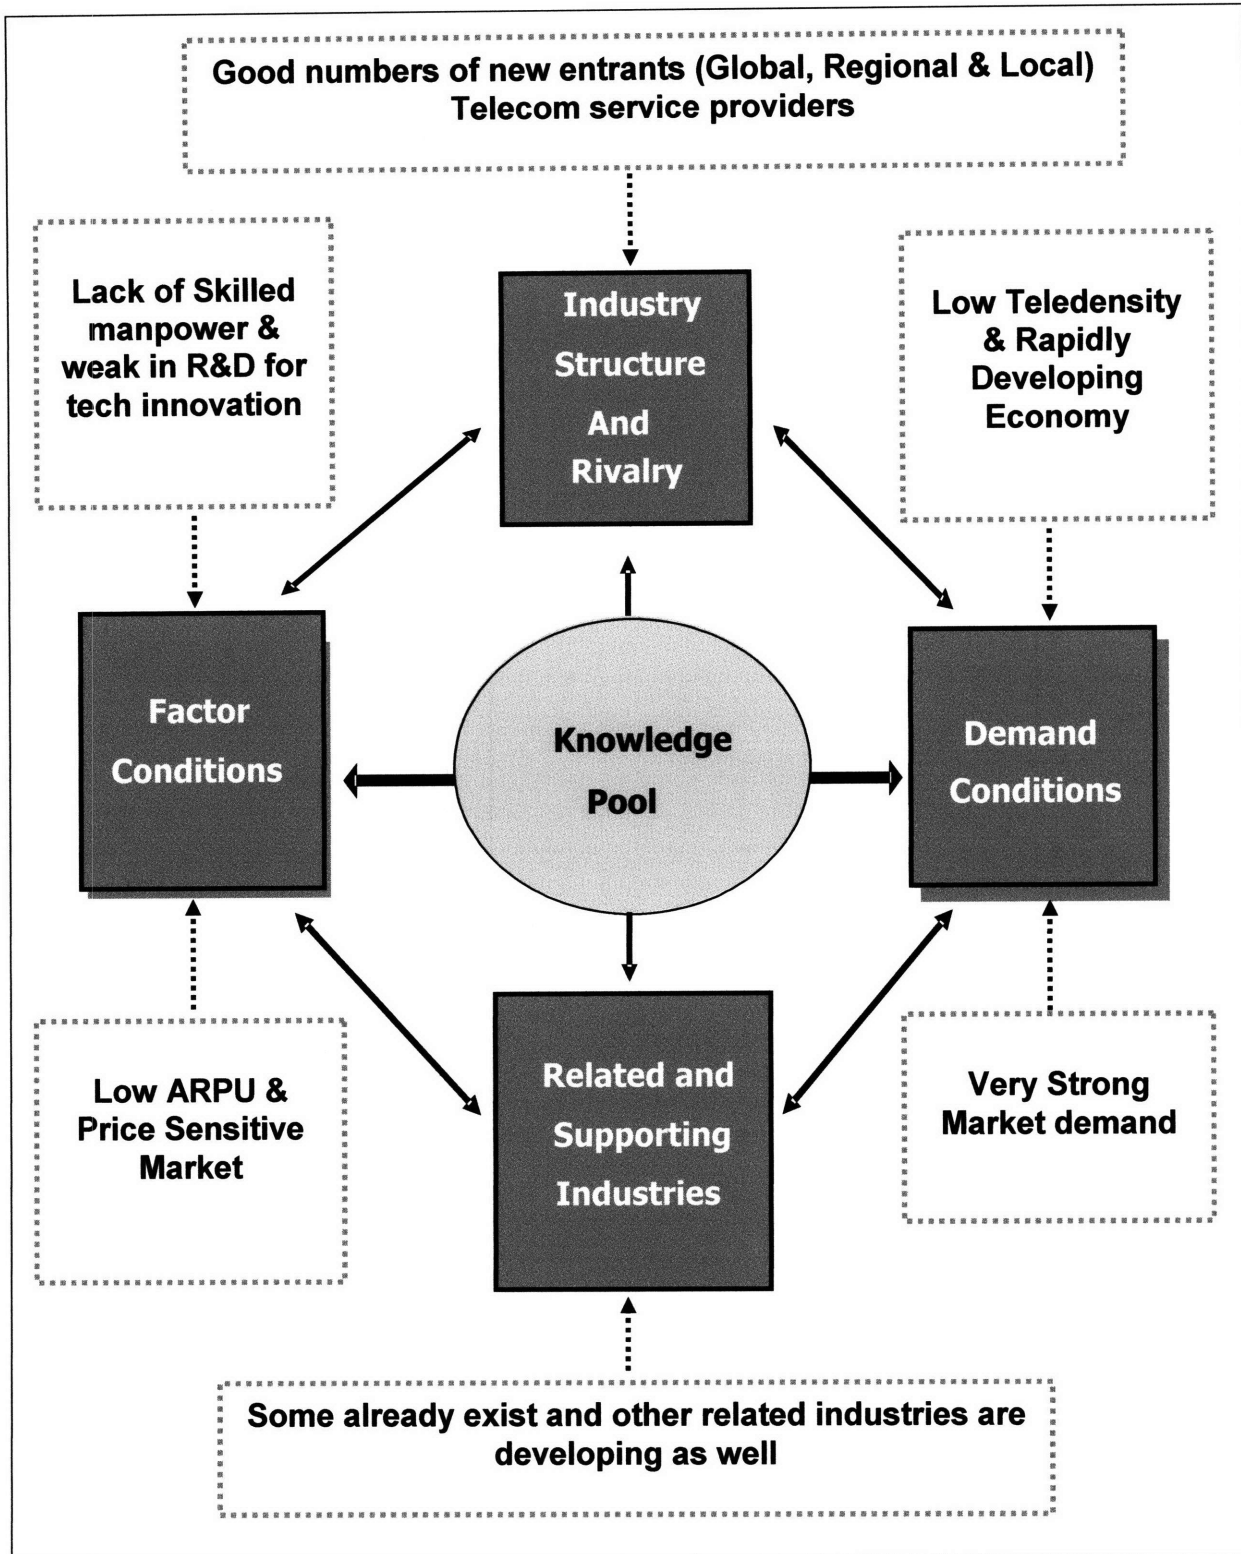 Good numbers of new entrants (Global, Regional & Local)
Telecom service providers
Lack of Skilled
manpower &
weak in R&D for
tech innovation
Industry
Structure
And
Rivalry
Low Teledensity
& Rapidly
Developing
Economy
Factor
Conditions
Knowledge
Pool
Demand
Conditions
Low ARPU &
Price Sensitive
Market
Related and
Supporting
Industries
Very Strong
Market demand
Some already exist and other related industries are
developing as well